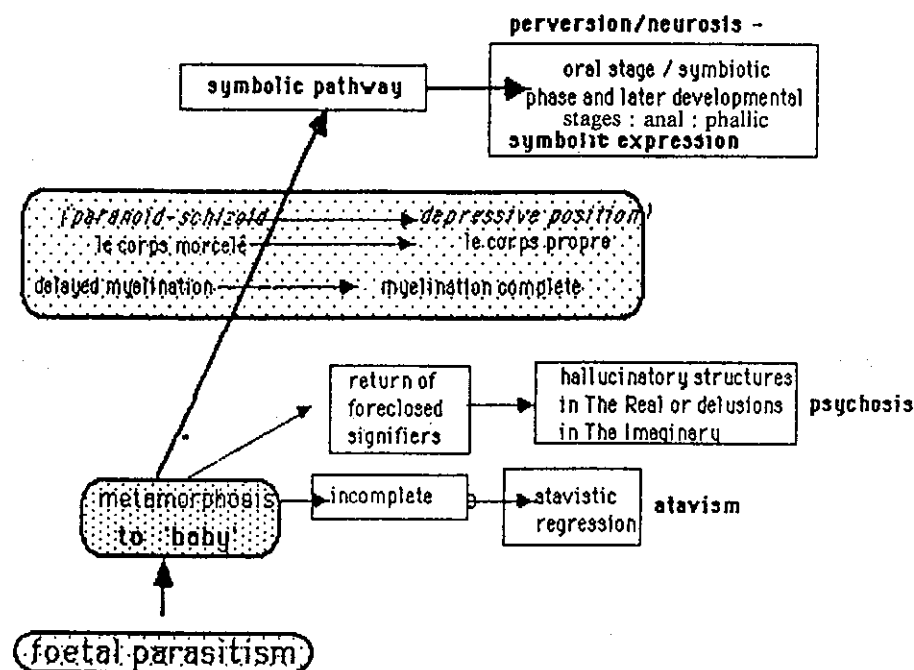 perversion/neurosis -
symbolic pathway
oral stage / symbiotic
phase and later developmental
stages : anal : phallic
symbolic expression
(paranoid-schizoid
depressive position)
le corps morcelé
le corps propre
delayed myelination
myelination complete
return of
foreclosed
signifiers
hallucinatory structures
in The Real or delusions
in The Imaginary
psychosis
metamorphosis
to 'baby'
incomplete
atavistic
regression
atavism
foetal parasitism